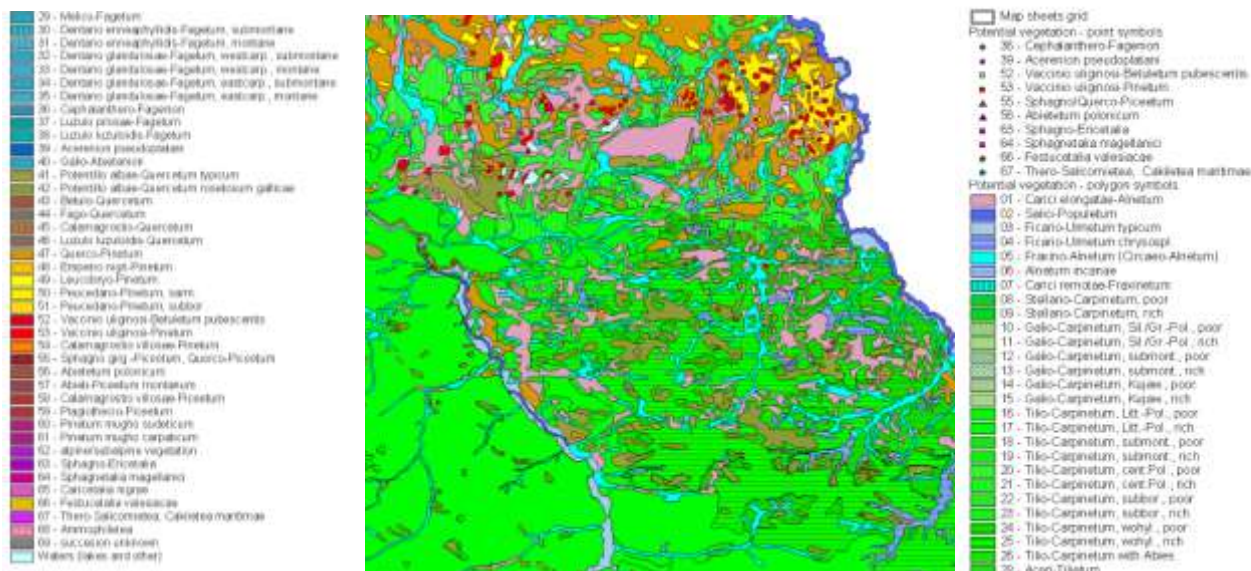 29 - Melico-Fagetum
30 - Dentario enneaphyllidis-Fagetum, submontane
31 - Dentario enneaphyllidis-Fagetum, montane
32 - Dentario glandulosae-Fagetum, westcarp., submontane
33 - Dentario glandulosae-Fagetum, westcarp., montane
34 - Dentario glandulosae-Fagetum, eastcarp., submontane
35 - Dentario glandulosae-Fagetum, eastcarp., montane
36 - Cephalanthero-Fagenion
37 - Luzulo pilosae-Fagetum
38 - Luzulo luzuloidis-Fagetum
39 - Acerenion pseudoplatani
40 - Galio-Abietenion
41 - Potentillo albae-Quercetum typicum
42 - Potentillo albae-Quercetum rosetosum gallicae
43 - Betulo-Quercetum
44 - Fago-Quercetum
45 - Calamagrostio-Quercetum
46 - Luzulo luzuloidis-Quercetum
47 - Querco-Pinetum
48 - Empetro nigri-Pinetum
49 - Leucobryo-Pinetum
50 - Peucedano-Pinetum, sarm.
51 - Peucedano-Pinetum, subbor.
52 - Vaccinio uliginosi-Betuletum pubescentis
53 - Vaccinio uliginosi-Pinetum
54 - Calamagrostio villosae-Pinetum
55 - Sphagno girg.-Piceetum, Querco-Piceetum
56 - Abietetum polonicum
57 - Abieti-Piceetum montanum
58 - Calamagrostio villosae-Piceetum
59 - Plagiothecio-Piceetum
60 - Pinetum mugho sudeticum
61 - Pinetum mugho carpaticum
62 - alpine/subalpine vegetation
63 - Sphagno-Ericetalia
64 - Sphagnetalia magellanici
65 - Caricetalia nigrae
66 - Festucetalia valesiacae
67 - Thero-Salicornietea, Cakiletea maritimae
68 - Ammophiletea
69 - succesion unknown
Waters (lakes and other)
Map sheets grid
Potential vegetation - point symbols
36 - Cephalanthero-Fagenion
39 - Acerenion pseudoplatani
52 - Vaccinio uliginosi-Betuletum pubescentis
53 - Vaccinio uliginosi-Pinetum
55 - Sphagno/Querco-Piceetum
56 - Abietetum polonicum
63 - Sphagno-Ericetalia
64 - Sphagnetalia magellanici
66 - Festucetalia valesiacae
67 - Thero-Salicornietea, Cakiletea maritimae
Potential vegetation - polygon symbols
01 - Carici elongatae-Alnetum
02 - Salici-Populetum
03 - Ficario-Ulmetum typicum
04 - Ficario-Ulmetum chrysospl.
05 - Fraxino-Alnetum (Circaeo-Alnetum)
06 - Alnetum incanae
07 - Carici remotae-Fraxinetum
08 - Stellario-Carpinetum, poor
09 - Stellario-Carpinetum, rich
10 - Galio-Carpinetum, Sil./Gr.-Pol., poor
11 - Galio-Carpinetum, Sil./Gr.-Pol., rich
12 - Galio-Carpinetum, submont., poor
13 - Galio-Carpinetum, submont., rich
14 - Galio-Carpinetum, Kujaw., poor
15 - Galio-Carpinetum, Kujaw., rich
16 - Tilio-Carpinetum, Litt.-Pol., poor
17 - Tilio-Carpinetum, Litt.-Pol., rich
18 - Tilio-Carpinetum, submont., poor
19 - Tilio-Carpinetum, submont., rich
20 - Tilio-Carpinetum, cent.Pol., poor
21 - Tilio-Carpinetum, cent.Pol., rich
22 - Tilio-Carpinetum, subbor., poor
23 - Tilio-Carpinetum, subbor., rich
24 - Tilio-Carpinetum, wohyl., poor
25 - Tilio-Carpinetum, wohyl., rich
26 - Tilio-Carpinetum with Abies
28 - Aceri-Tilietum